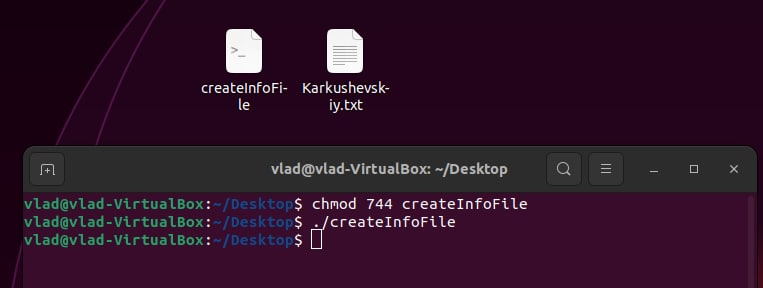 createInfoFi-
le
Karkushevsk-
iy.txt
vlad@vlad-VirtualBox: ~/Desktop
vlad@vlad-VirtualBox:~/Desktop$ chmod 744 createInfoFile
vlad@vlad-VirtualBox:~/Desktop$ ./createInfoFile
vlad@vlad-VirtualBox:~/Desktop$